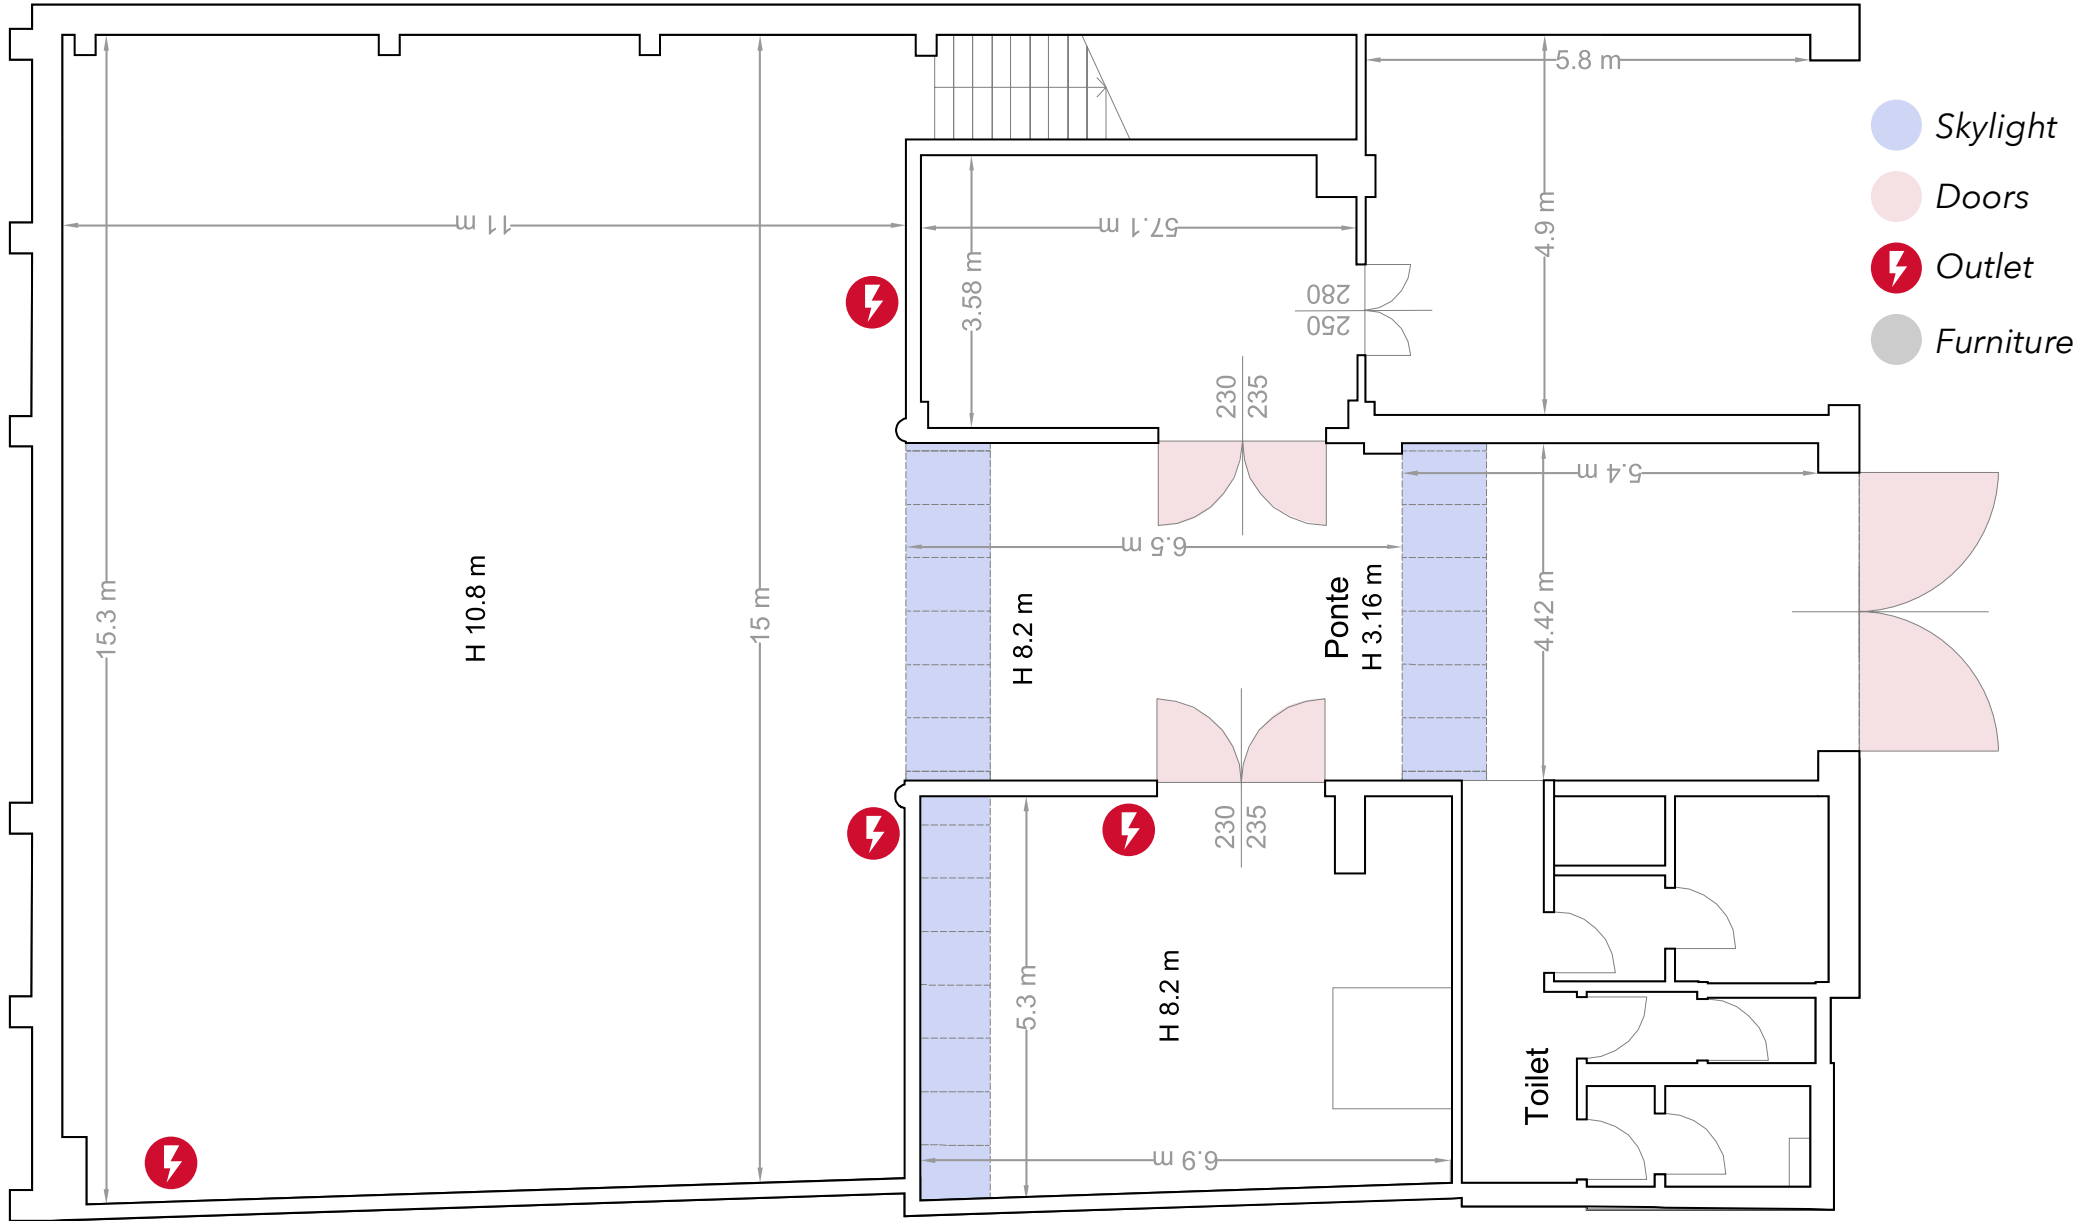 5.8 m
Skylight
Doors
Outlet
Furniture
11 m
57.1 m
4.9 m
3.58 m
280
250
230
235
5.4 m
6.5 m
15.3 m
H 10.8 m
15 m
H 8.2 m
Ponte
H 3.16 m
4.42 m
230
235
5.3 m
H 8.2 m
Toilet
6.9 m